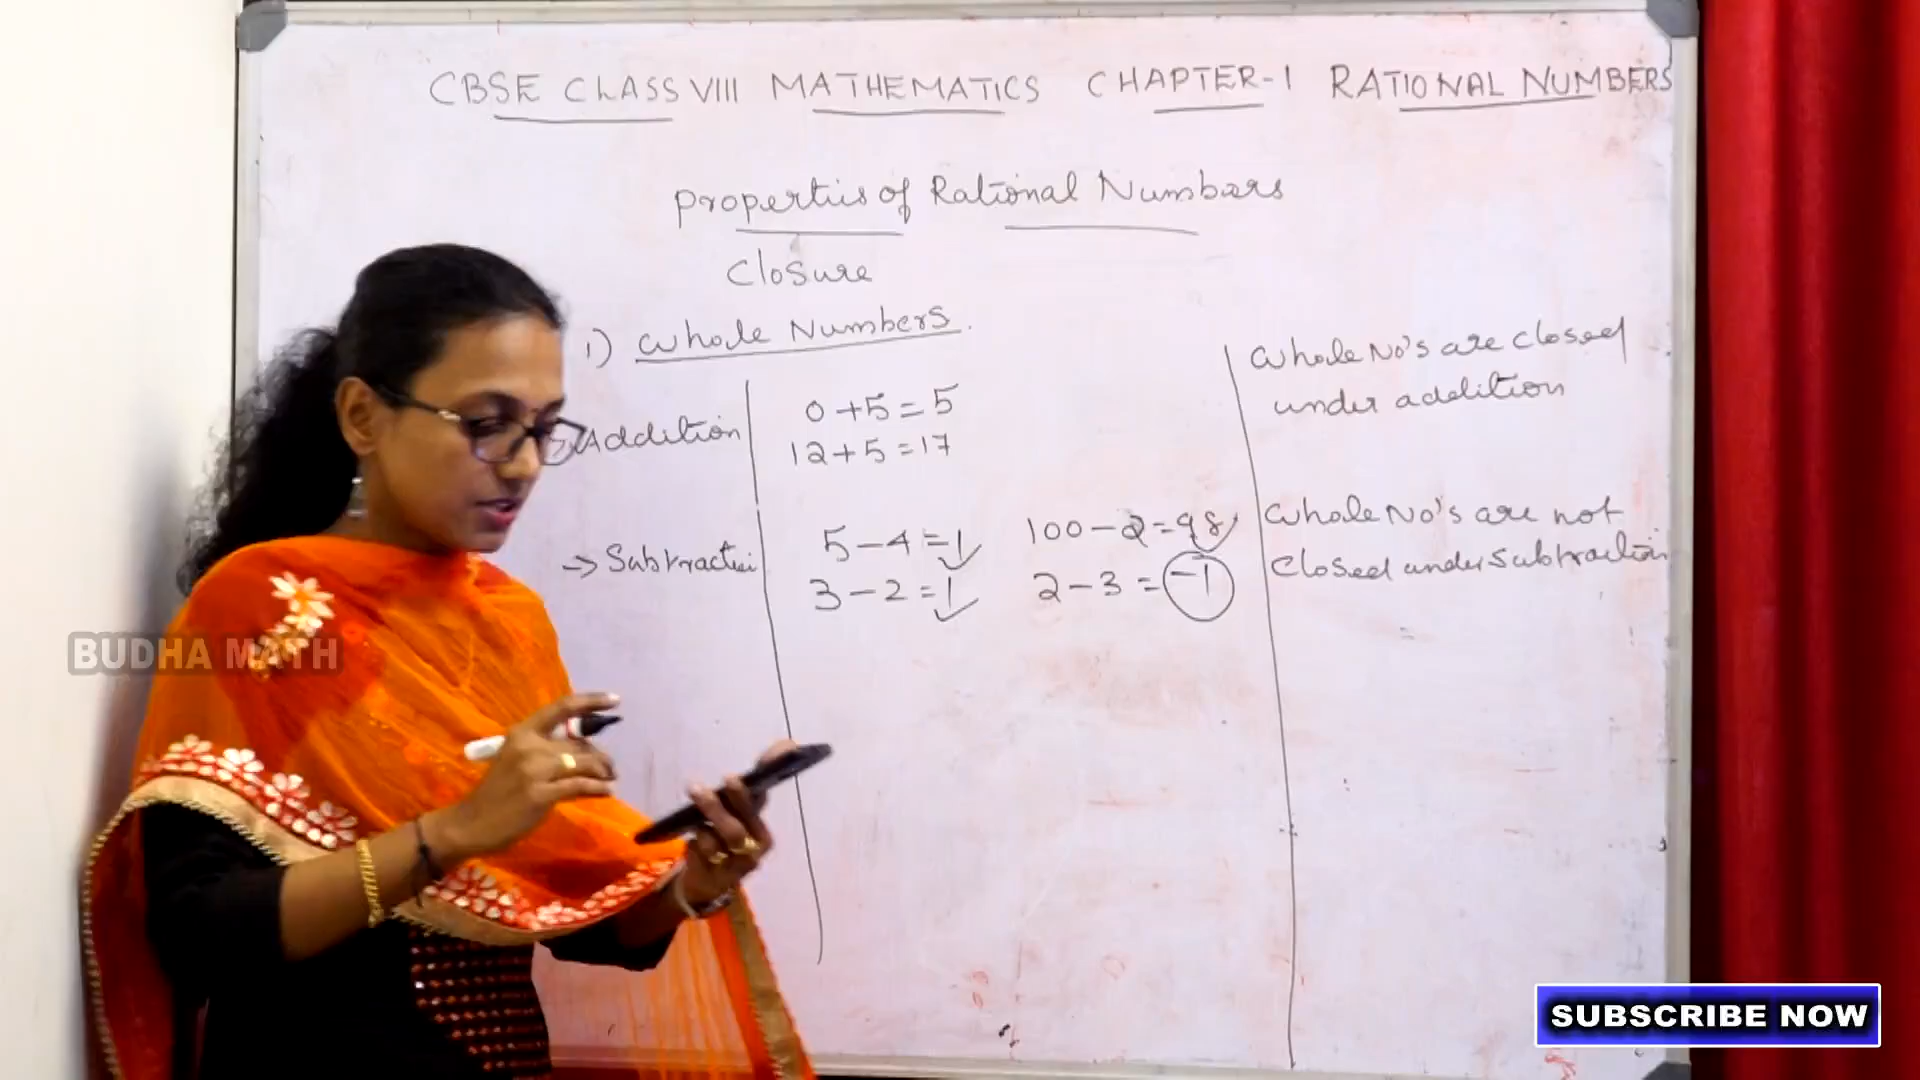 CBSE CLASS VIII MATHEMATICS CHAPTER-1 RATIONAL NUMBERS
Properties of Rational Numbers
Closure
1) Whole Numbers.
Addition
0+5=5
12+5=17
Whole No's are closed
under addition
→ Subtraction
5-4=1 ✓
3-2=1 ✓
100-2=98 ✓
2-3=-1
Whole No's are not
closed under subtraction
BUDHA MATH
SUBSCRIBE NOW